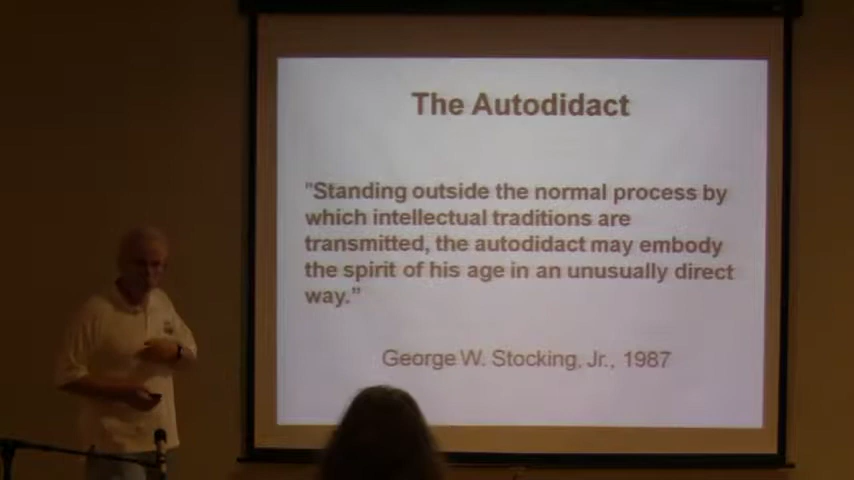 The Autodidact
"Standing outside the normal process by
which intellectual traditions are
transmitted, the autodidact may embody
the spirit of his age in an unusually direct
way."
George W. Stocking, Jr., 1987